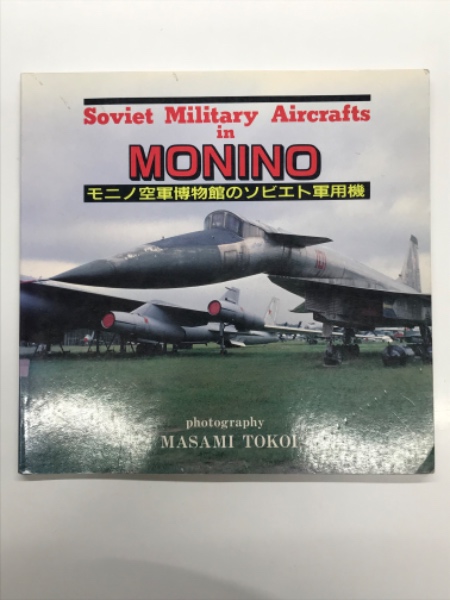 Soviet Military Aircrafts
in
MONINO
モニノ空軍博物館のソビエト軍用機
photography
MASAMI TOKOI